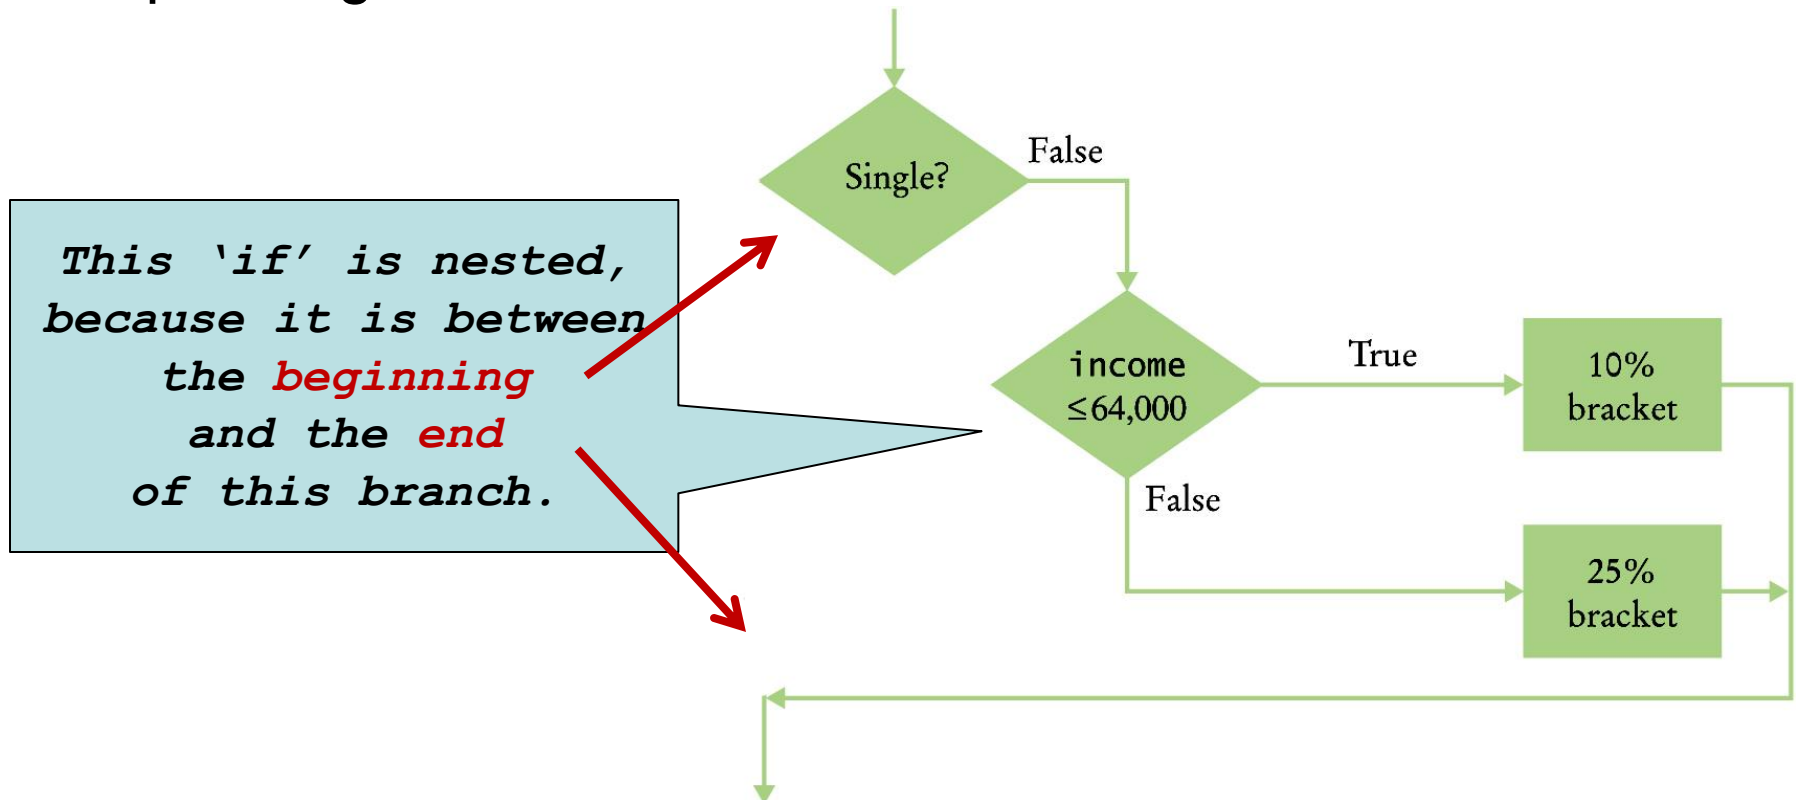 Single?
False
This ‘if’ is nested,
because it is between
the beginning
and the end
of this branch.
income
≤64,000
True
10%
bracket
False
25%
bracket